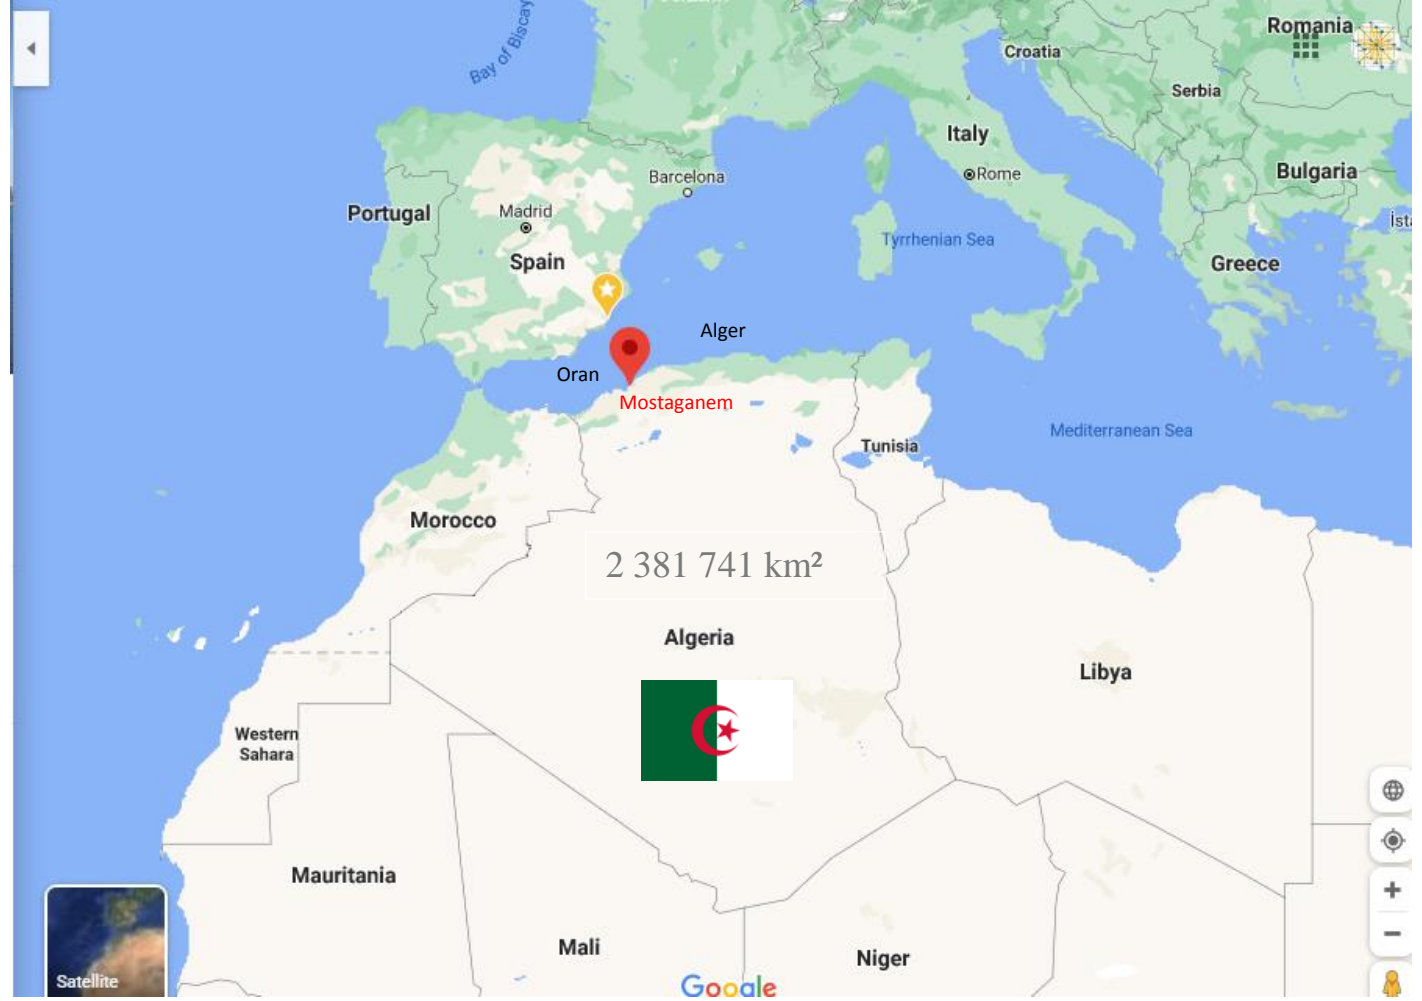 Romania
Croatia
Bay of Biscay
Serbia
Italy
Bulgaria
Barcelona
Rome
Portugal
Madrid
Tyrrhenian Sea
Spain
Greece
Alger
Oran
Mostaganem
Mediterranean Sea
Tunisia
Morocco
2 381 741 km²
Algeria
Libya
Western
Sahara
Mauritania
Mali
Niger
Satellite
Google